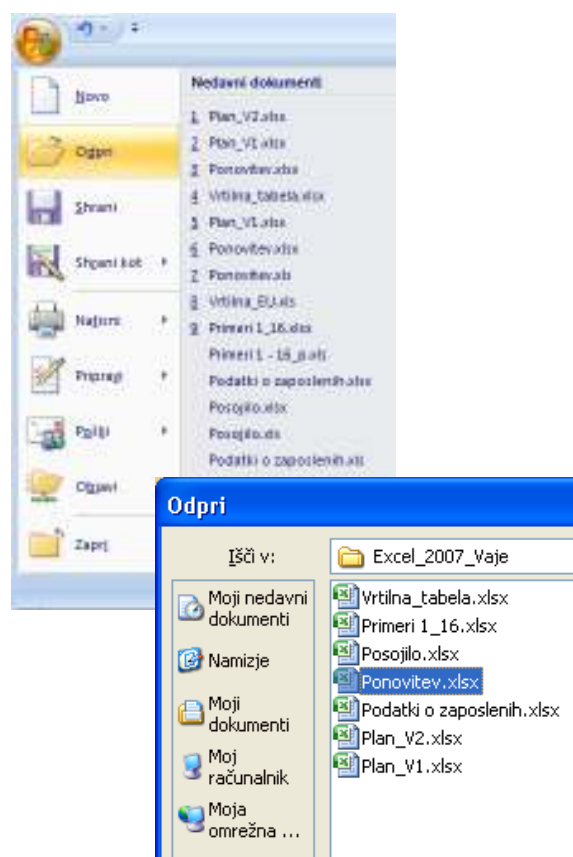 Novo
Odpri
Shrani
Shrani kot
Natisni
Pripravi
Pošlji
Objavi
Zapri
Nedavni dokumenti
1 Plan_V2.xlsx
2 Plan_V1.xlsx
3 Ponovitev.xlsx
4 Vrtilna_tabela.xlsx
5 Plan_V1.xlsx
6 Ponovitev.xlsx
7 Ponovitev.xls
8 Vrtilna_EU.xls
9 Primeri 1_16.xlsx
Primeri 1 - 16_p.xls
Podatki o zaposlenih.xlsx
Posojilo.xlsx
Posojilo.xls
Podatki o zaposlenih.xls
Odpri
Išči v:
Excel_2007_Vaje
Moji nedavni
dokumenti
Namizje
Moji
dokumenti
Moj
računalnik
Moja
omrežna ...
Vrtilna_tabela.xlsx
Primeri 1_16.xlsx
Posojilo.xlsx
Ponovitev.xlsx
Podatki o zaposlenih.xlsx
Plan_V2.xlsx
Plan_V1.xlsx